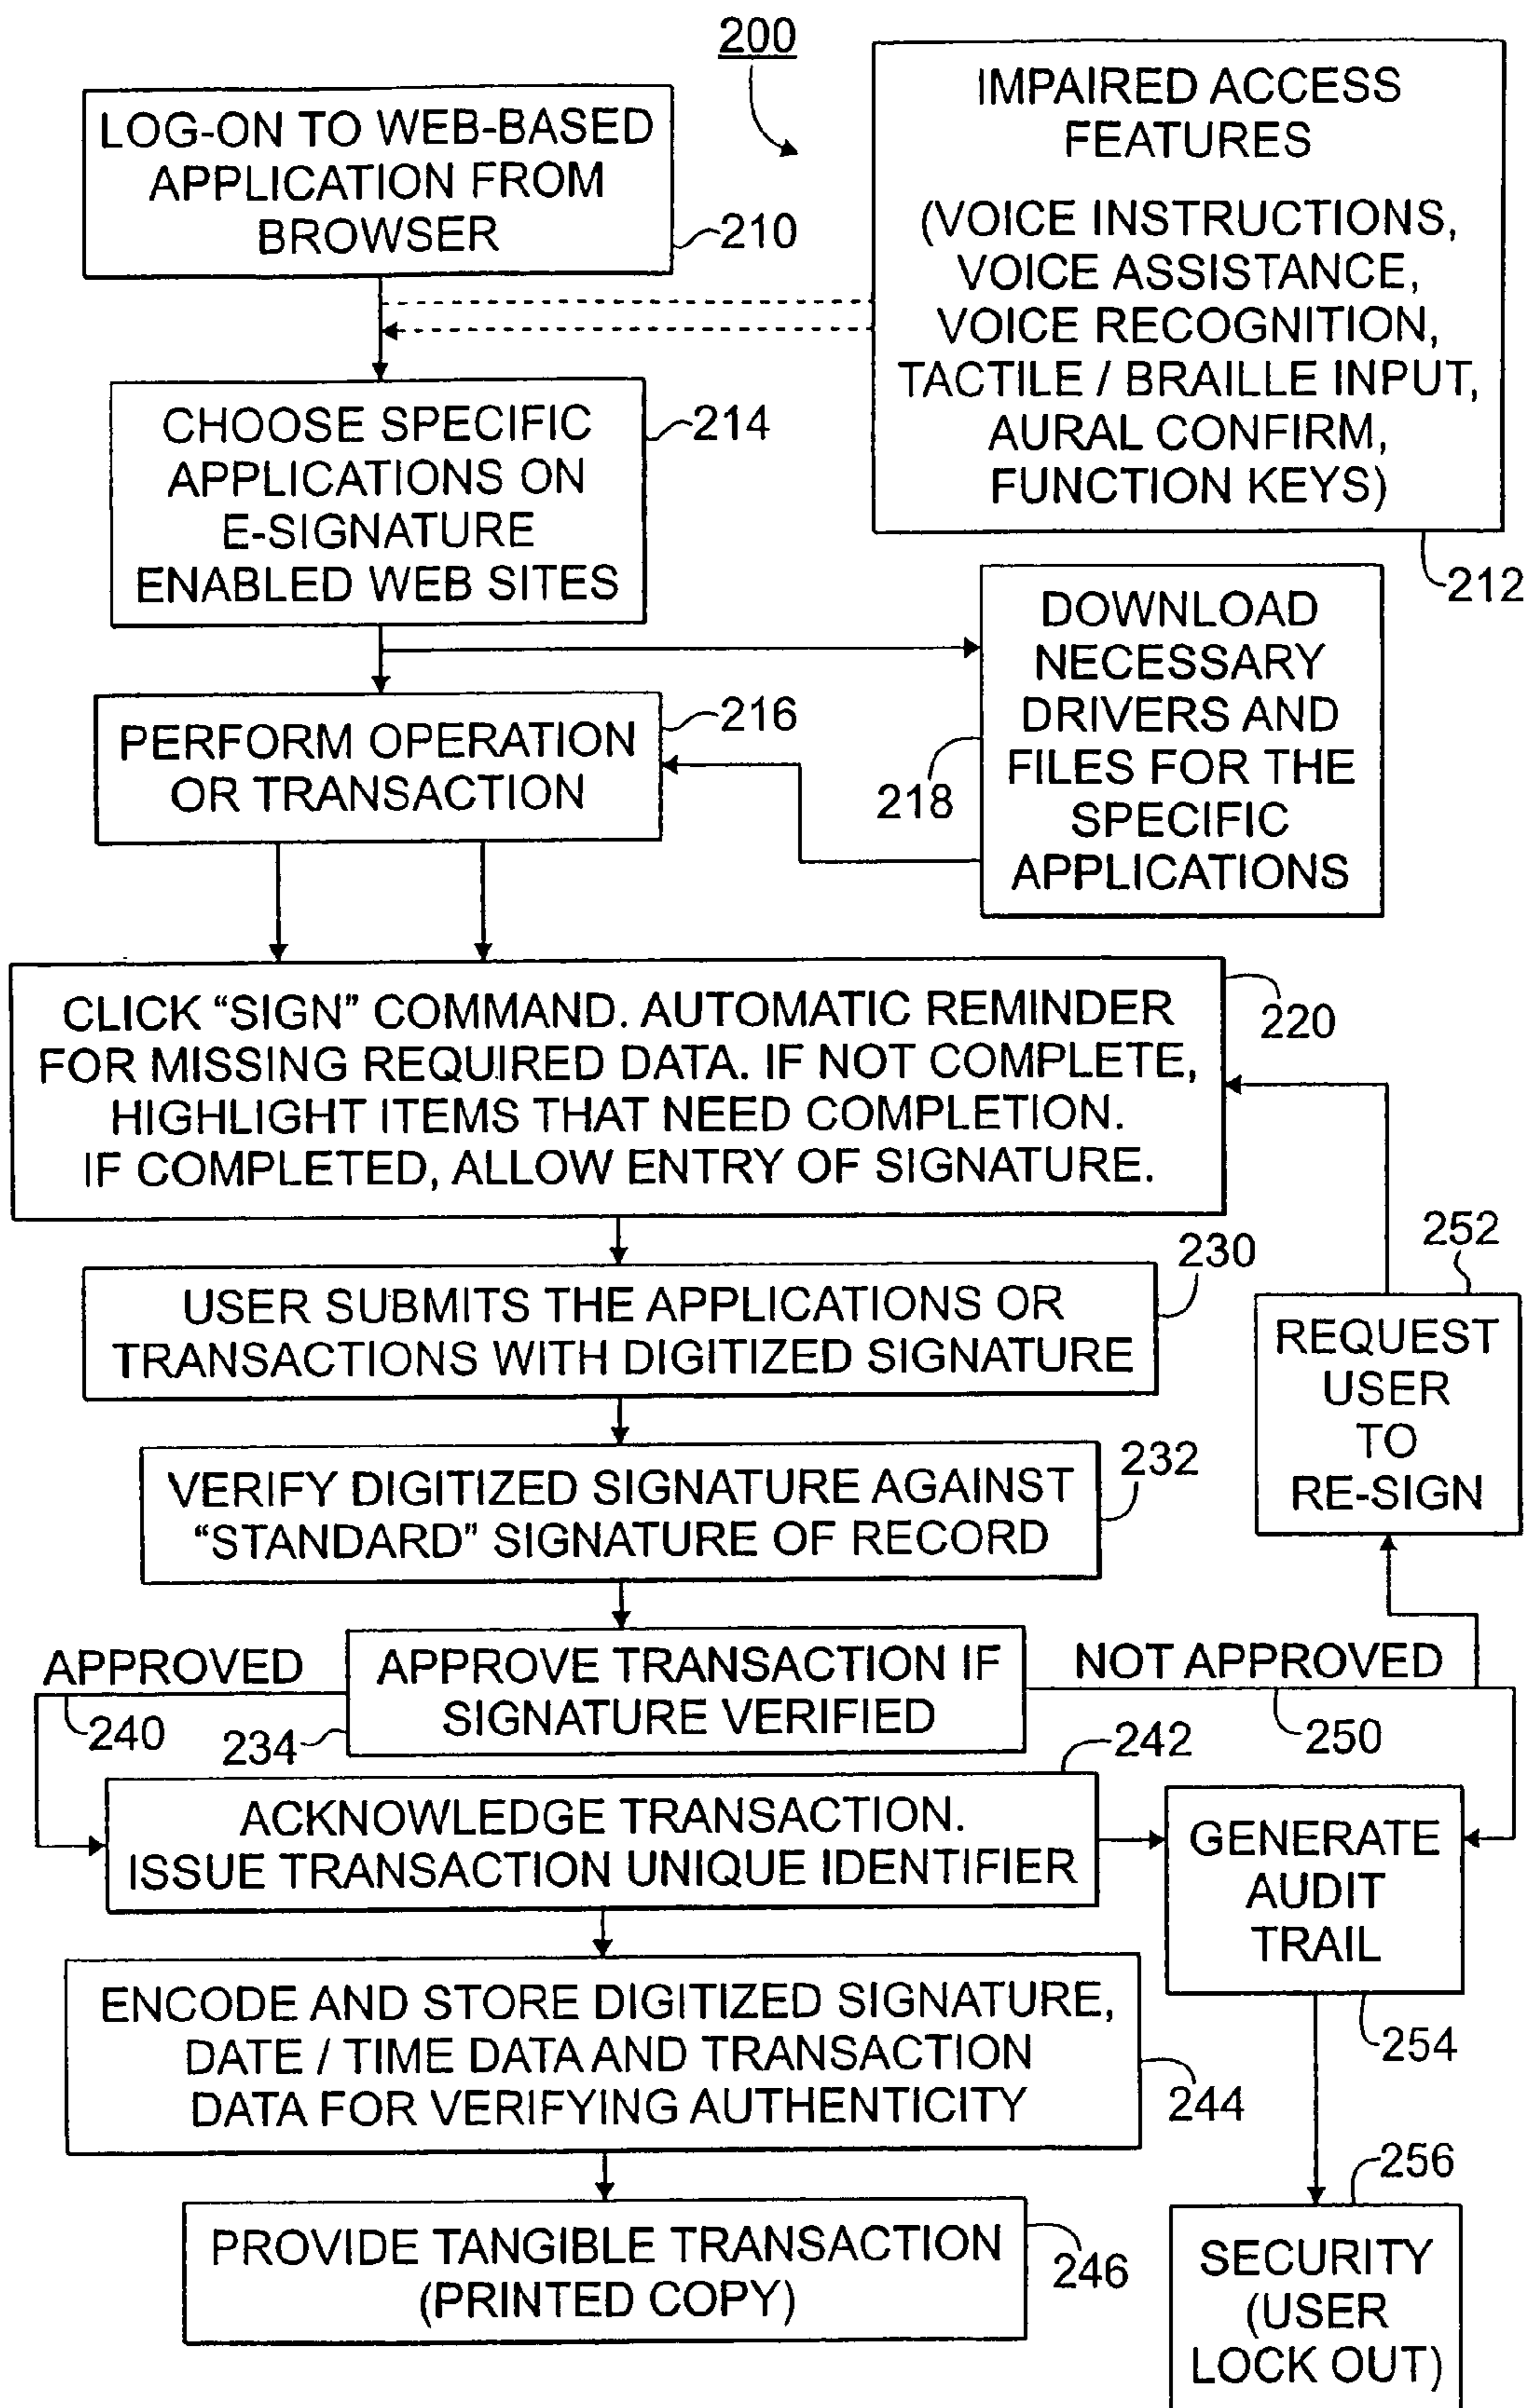 200
LOG-ON TO WEB-BASED
APPLICATION FROM
BROWSER
210
IMPAIRED ACCESS
FEATURES
(VOICE INSTRUCTIONS,
VOICE ASSISTANCE,
VOICE RECOGNITION,
TACTILE / BRAILLE INPUT,
AURAL CONFIRM,
FUNCTION KEYS)
212
CHOOSE SPECIFIC
APPLICATIONS ON
E-SIGNATURE
ENABLED WEB SITES
214
DOWNLOAD
NECESSARY
DRIVERS AND
FILES FOR THE
SPECIFIC
APPLICATIONS
218
PERFORM OPERATION
OR TRANSACTION
216
CLICK “SIGN” COMMAND. AUTOMATIC REMINDER
FOR MISSING REQUIRED DATA. IF NOT COMPLETE,
HIGHLIGHT ITEMS THAT NEED COMPLETION.
IF COMPLETED, ALLOW ENTRY OF SIGNATURE.
220
USER SUBMITS THE APPLICATIONS OR
TRANSACTIONS WITH DIGITIZED SIGNATURE
230
252
REQUEST
USER
TO
RE-SIGN
VERIFY DIGITIZED SIGNATURE AGAINST
“STANDARD” SIGNATURE OF RECORD
232
APPROVED
240
APPROVE TRANSACTION IF
SIGNATURE VERIFIED
234
NOT APPROVED
250
242
ACKNOWLEDGE TRANSACTION.
ISSUE TRANSACTION UNIQUE IDENTIFIER
GENERATE
AUDIT
TRAIL
254
ENCODE AND STORE DIGITIZED SIGNATURE,
DATE / TIME DATA AND TRANSACTION
DATA FOR VERIFYING AUTHENTICITY
244
256
PROVIDE TANGIBLE TRANSACTION
(PRINTED COPY)
246
SECURITY
(USER
LOCK OUT)